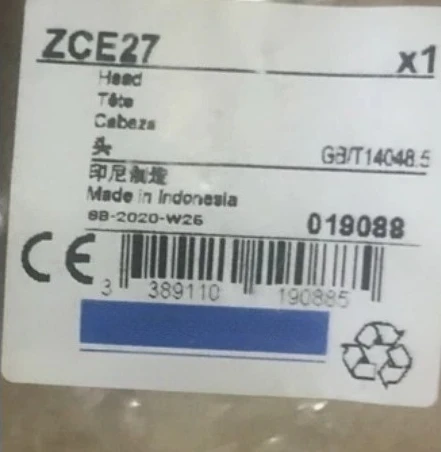 ZCE27 x1
Head
Tête
Cabeza
头 GB/T14048.5
印尼制造
Made in Indonesia
8B-2020-W26 019088
CE
3 389110 190885